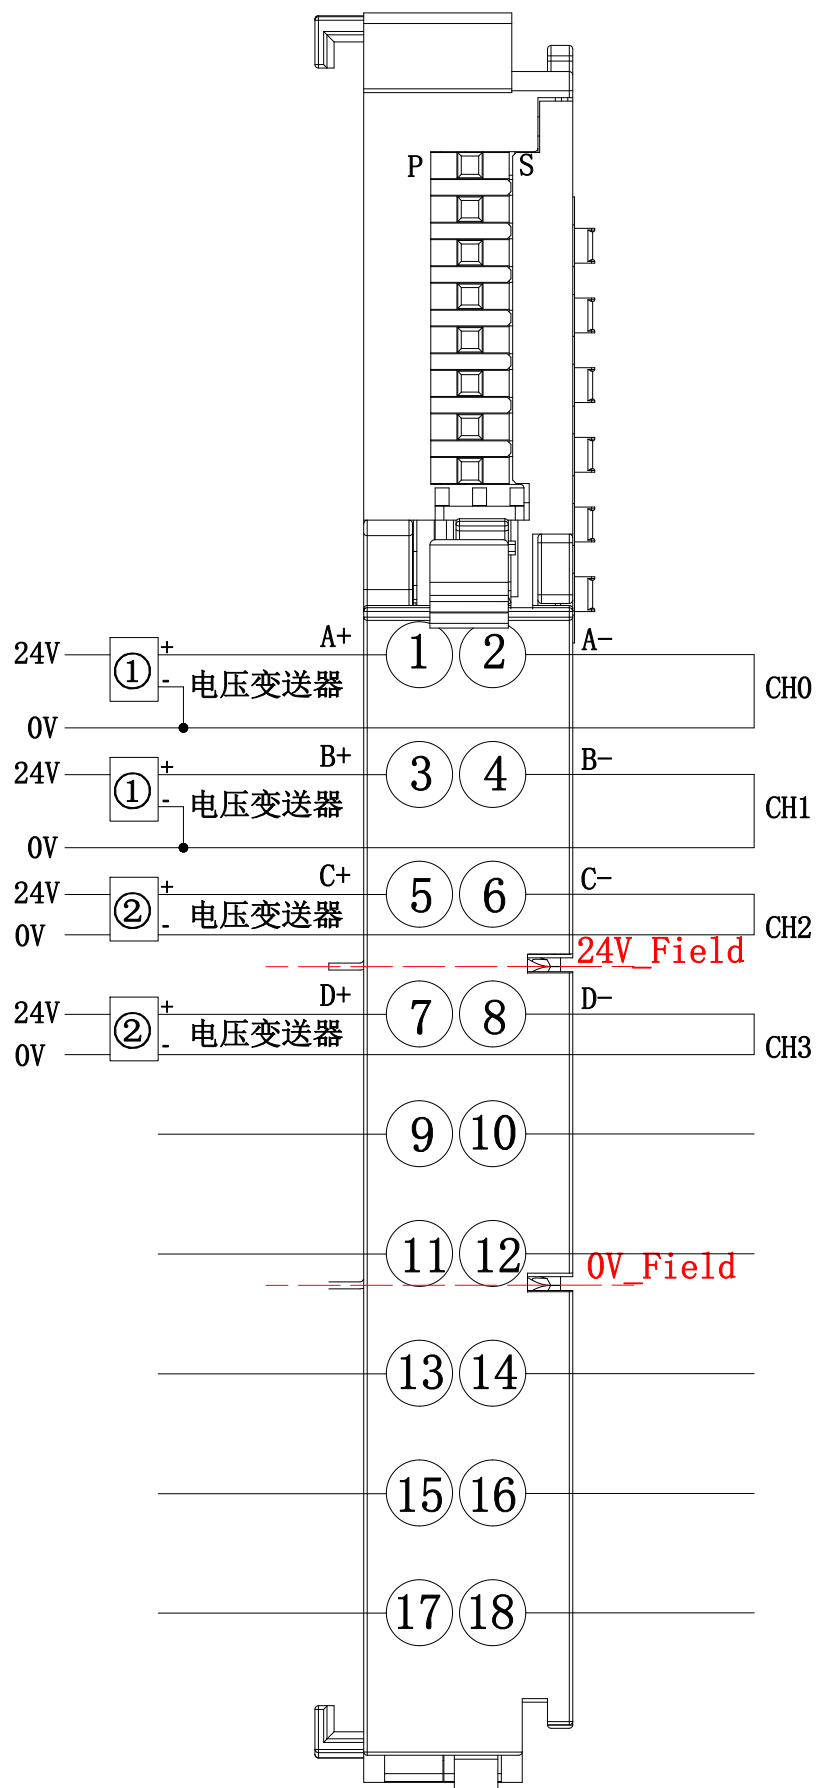 P S
A+ 1 2 A-
24V ① + 电压变送器 CH0
-
0V
B+ 3 4 B-
24V ① + 电压变送器 CH1
-
0V
C+ 5 6 C-
24V ② + 电压变送器 CH2
0V -
24V_Field
D+ 7 8 D-
24V ② + 电压变送器 CH3
0V -
9 10
11 12
0V_Field
13 14
15 16
17 18